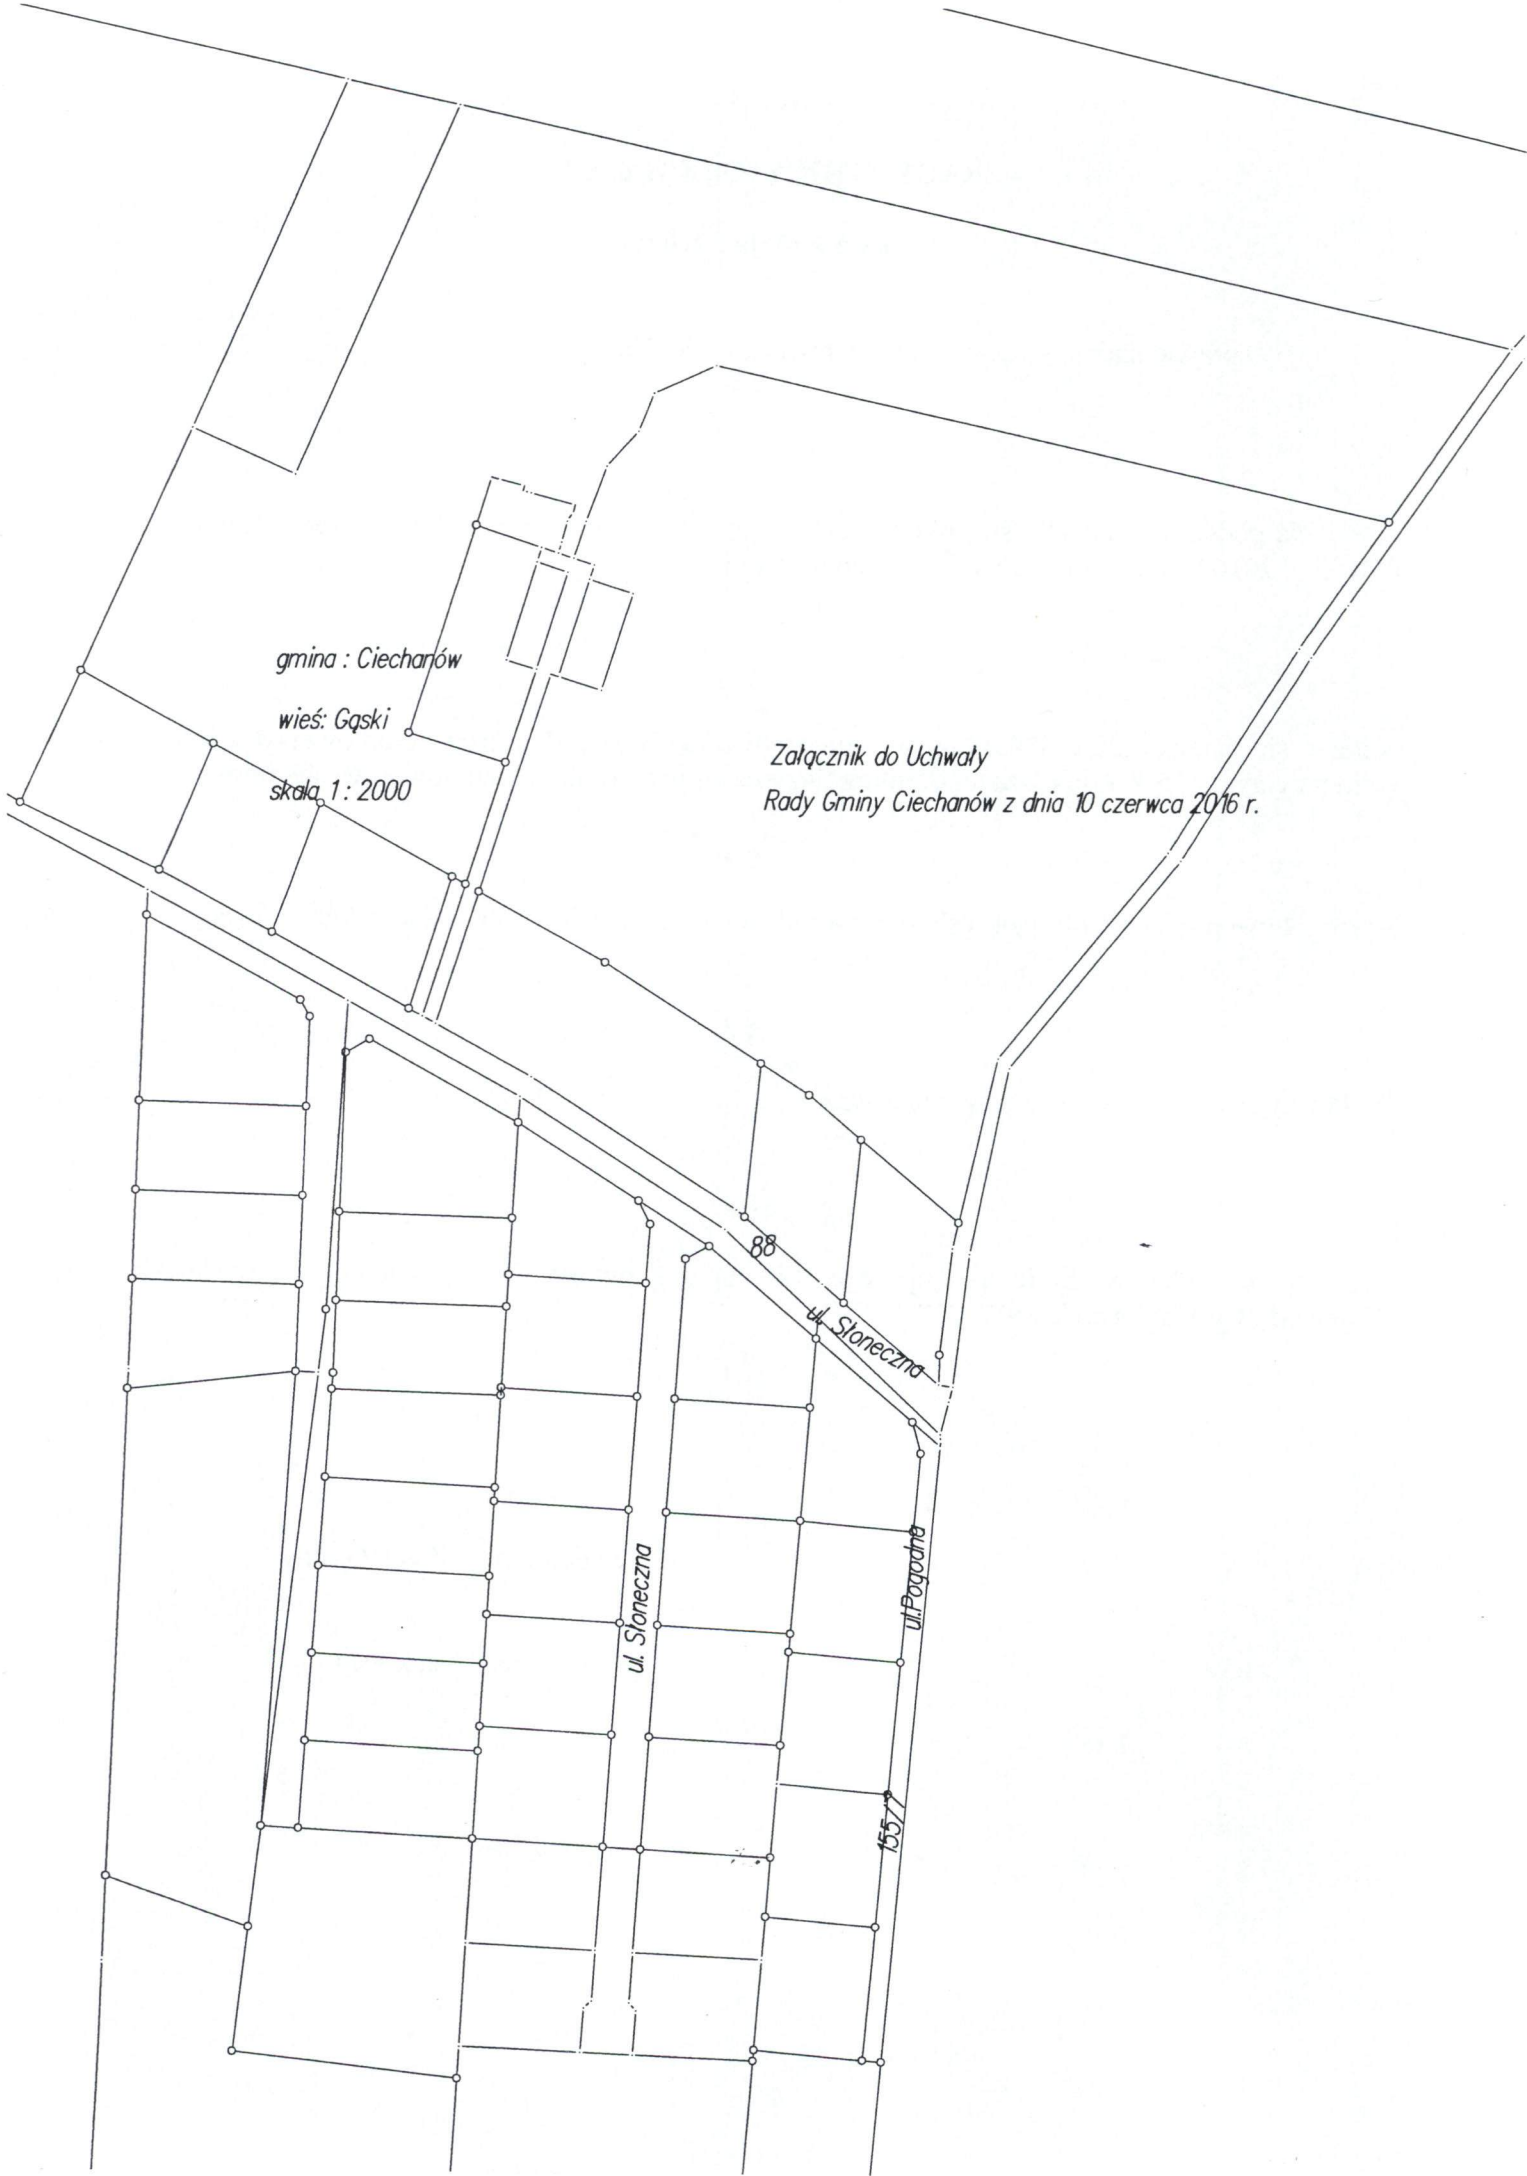 gmina : Ciechanów
wieś: Gąski
skala 1 : 2000
Załącznik do Uchwały
Rady Gminy Ciechanów z dnia 10 czerwca 2016 r.
88
ul. Słoneczna
ul. Słoneczna
ul.Pogodna
155/7